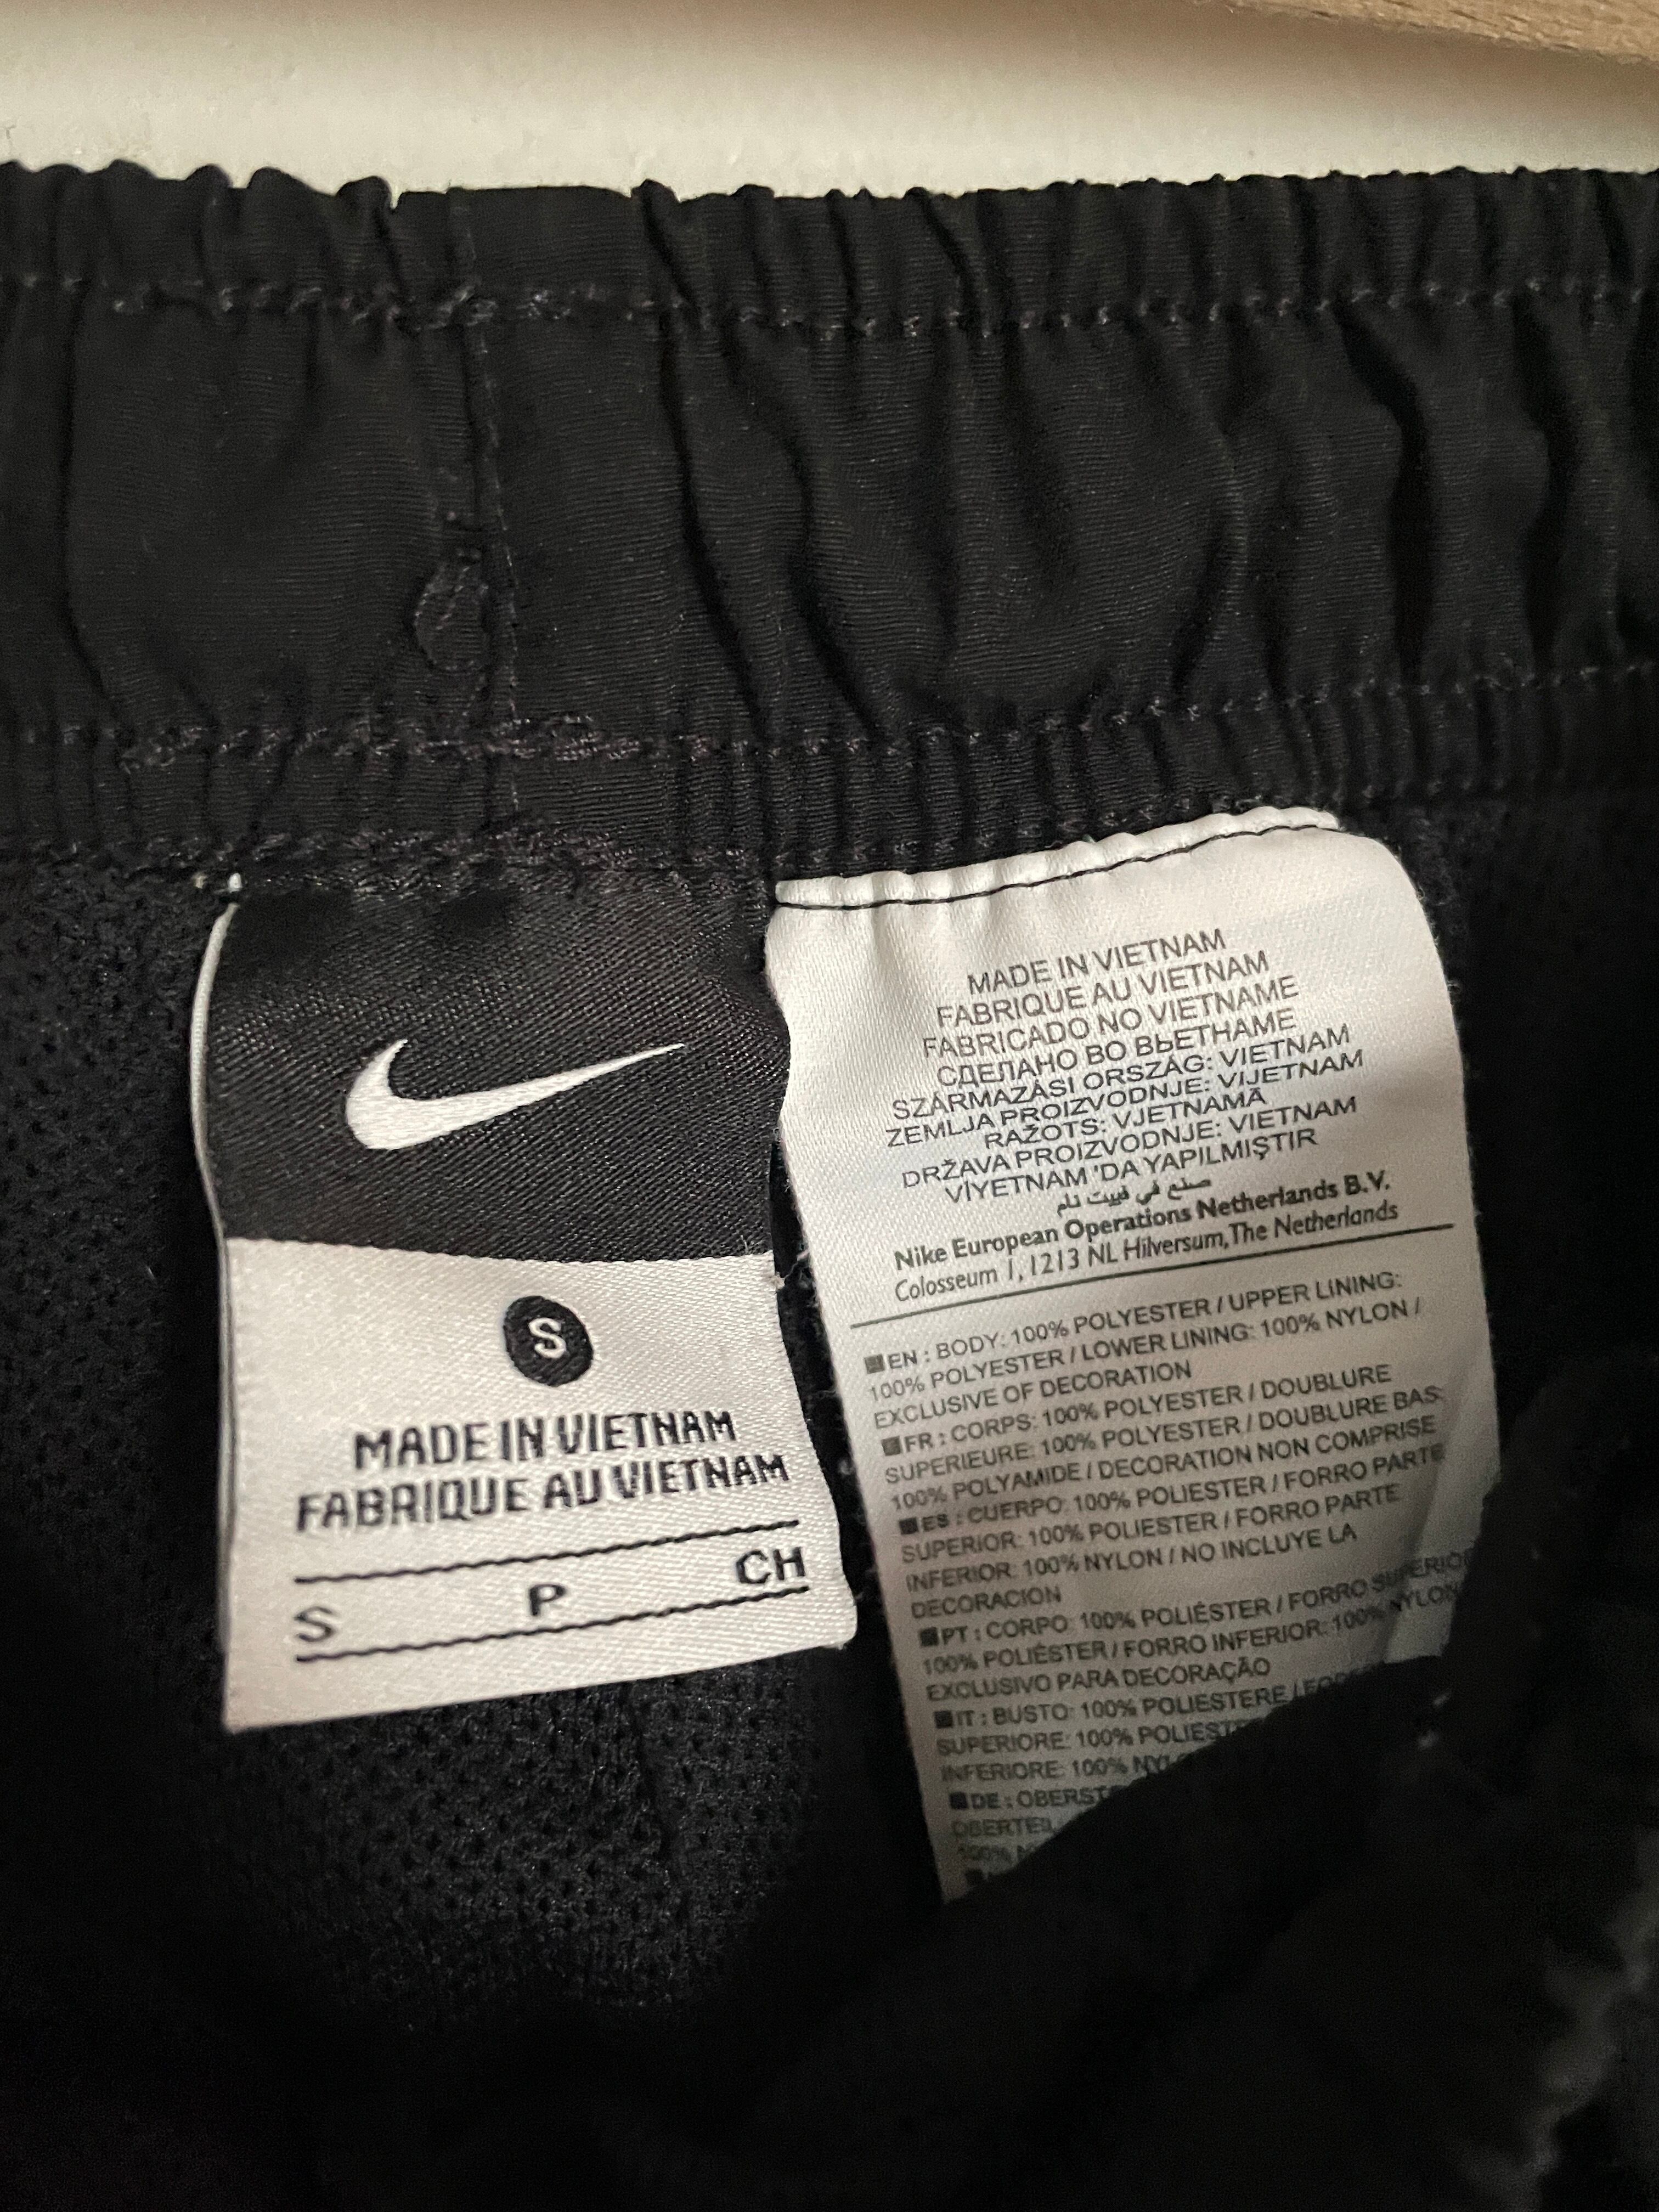 S
MADE IN VIETNAM
FABRIQUE AU VIETNAM
S P CH
MADE IN VIETNAM
FABRIQUE AU VIETNAM
FABRICADO NO VIETNAME
СДЕЛАНО ВО ВЬЕТНАМЕ
SZÁRMAZÁSI ORSZÁG: VIETNAM
ZEMLJA PROIZVODNJE: VIJETNAM
RAŽOTS: VJETNAMĀ
DRŽAVA PROIZVODNJE: VIETNAM
VİYETNAM 'DA YAPILMIŞTIR
صنع في فييت نام
Nike European Operations Netherlands B.V.
Colosseum 1, 1213 NL Hilversum, The Netherlands
EN : BODY: 100% POLYESTER / UPPER LINING:
100% POLYESTER / LOWER LINING: 100% NYLON /
EXCLUSIVE OF DECORATION
FR : CORPS: 100% POLYESTER / DOUBLURE
SUPERIEURE: 100% POLYESTER / DOUBLURE BAS:
100% POLYAMIDE / DECORATION NON COMPRISE
ES : CUERPO: 100% POLIESTER / FORRO PARTE
SUPERIOR: 100% POLIESTER / FORRO PARTE
INFERIOR: 100% NYLON / NO INCLUYE LA
DECORACION
PT : CORPO: 100% POLIÉSTER / FORRO SUPERIOR
100% POLIÉSTER / FORRO INFERIOR: 100% NYLON
EXCLUSIVO PARA DECORAÇÃO
IT : BUSTO: 100% POLIESTERE /
SUPERIORE: 100%
INFERIORE: 100%
DE :
100%